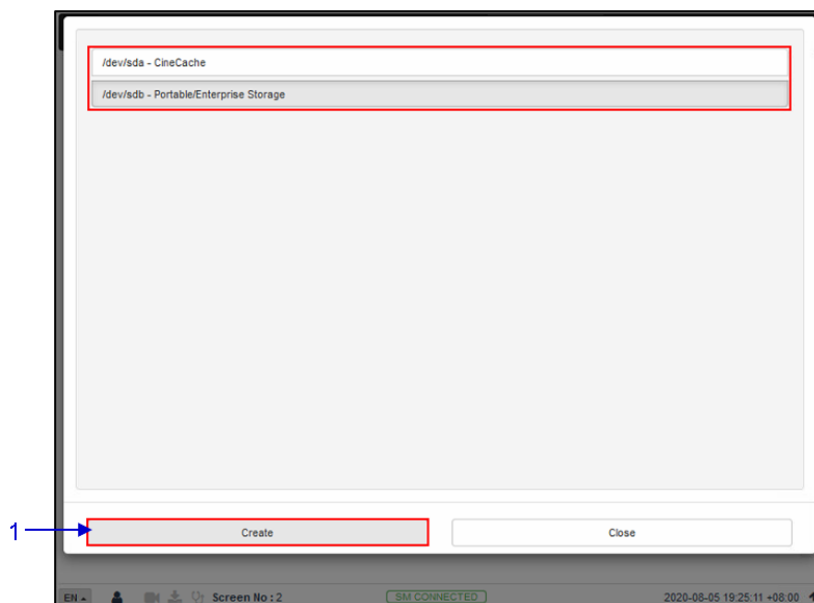 /dev/sda - CineCache
/dev/sdb - Portable/Enterprise Storage
1
Create
Close
EN
Screen No : 2
SM CONNECTED
2020-08-05 19:25:11 +08:00